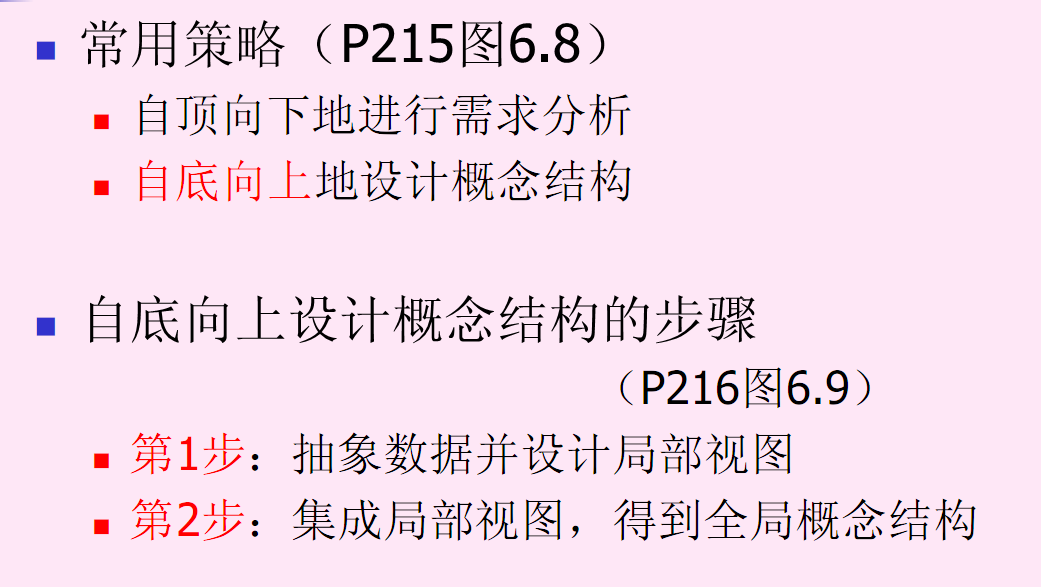 常用策略（P215图6.8）
自顶向下地进行需求分析
自底向上地设计概念结构
自底向上设计概念结构的步骤
（P216图6.9）
第1步：抽象数据并设计局部视图
第2步：集成局部视图，得到全局概念结构